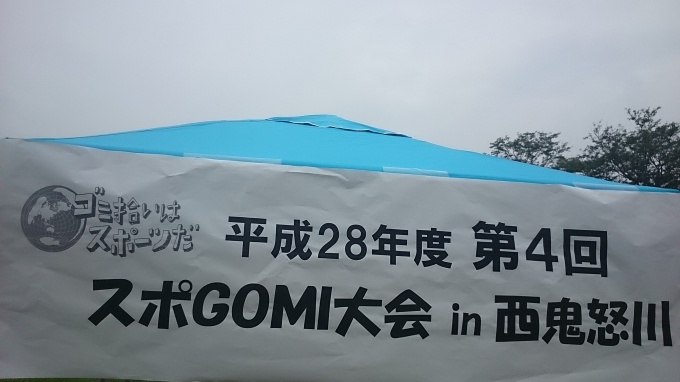 ゴミ拾いは
スポーツだ
平成28年度 第4回
スポGOMI大会 in 西鬼怒川